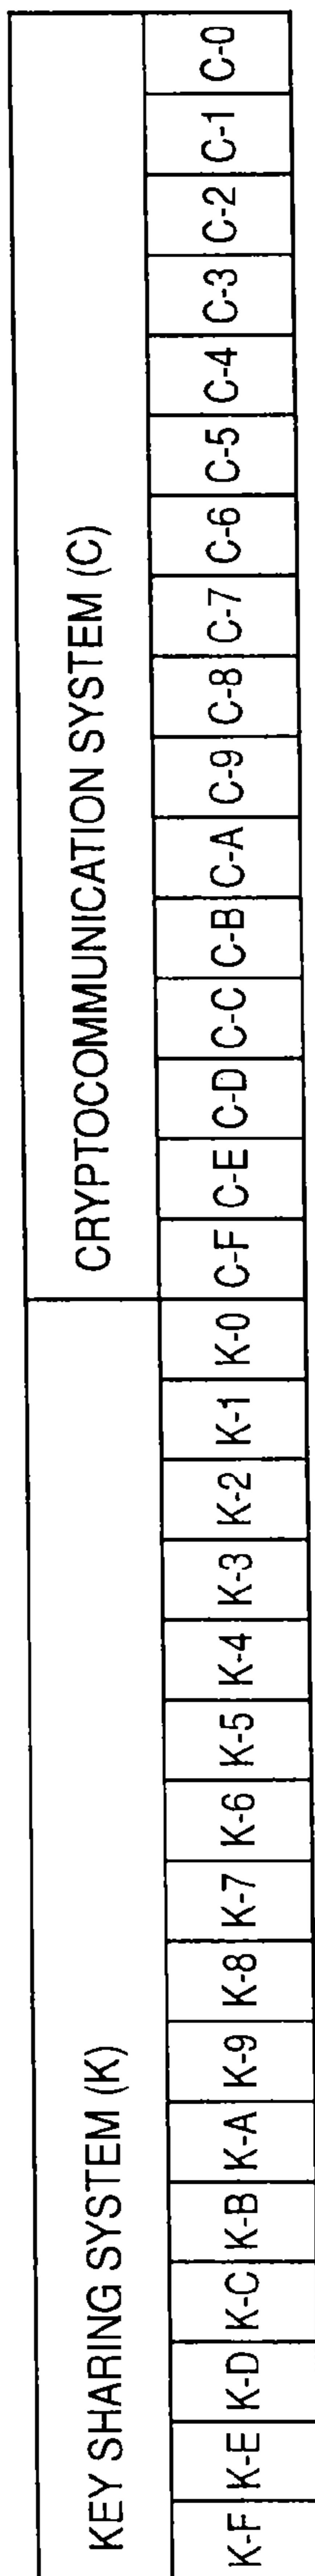 KEY SHARING SYSTEM (K) CRYPTOCOMMUNICATION SYSTEM (C)
K-F K-E K-D K-C K-B K-A K-9 K-8 K-7 K-6 K-5 K-4 K-3 K-2 K-1 K-0 C-F C-E C-D C-C C-B C-A C-9 C-8 C-7 C-6 C-5 C-4 C-3 C-2 C-1 C-0